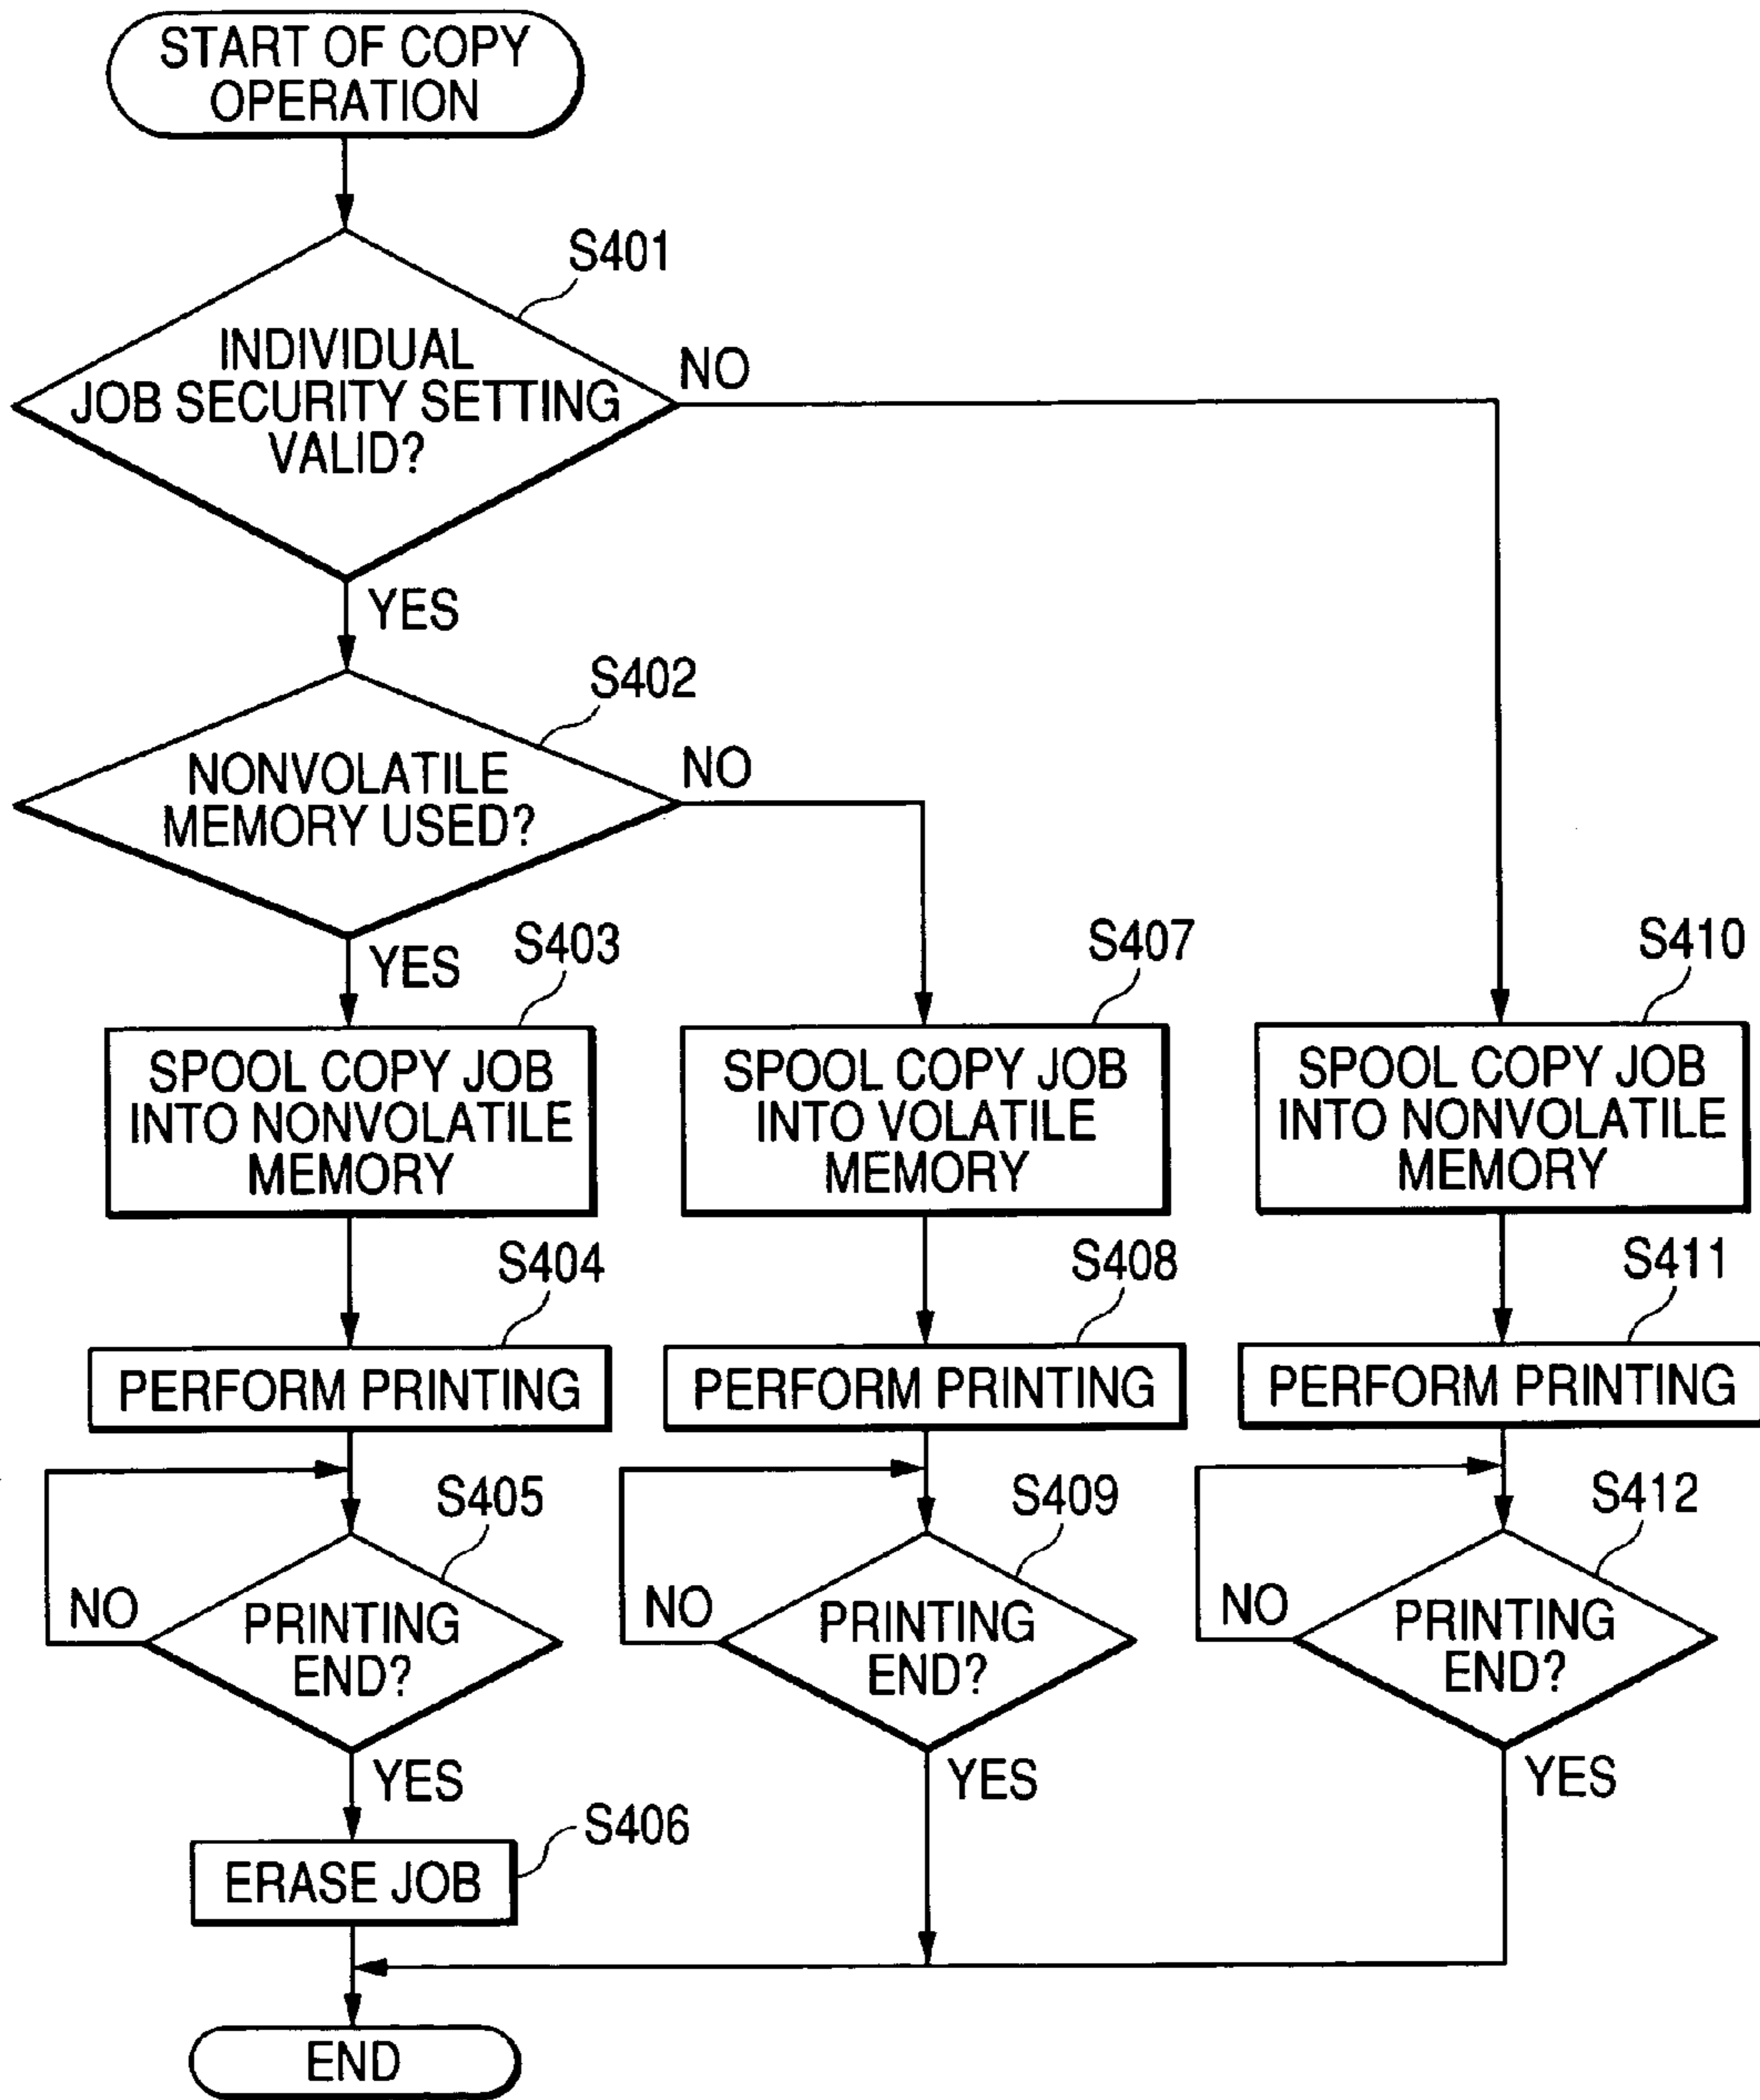 START OF COPY
OPERATION
S401
INDIVIDUAL
JOB SECURITY SETTING
VALID?
NO
YES
S402
NONVOLATILE
MEMORY USED?
NO
YES
S403
SPOOL COPY JOB
INTO NONVOLATILE
MEMORY
S407
SPOOL COPY JOB
INTO VOLATILE
MEMORY
S410
SPOOL COPY JOB
INTO NONVOLATILE
MEMORY
S404
PERFORM PRINTING
S408
PERFORM PRINTING
S411
PERFORM PRINTING
S405
NO
PRINTING
END?
YES
S409
NO
PRINTING
END?
YES
S412
NO
PRINTING
END?
YES
S406
ERASE JOB
END